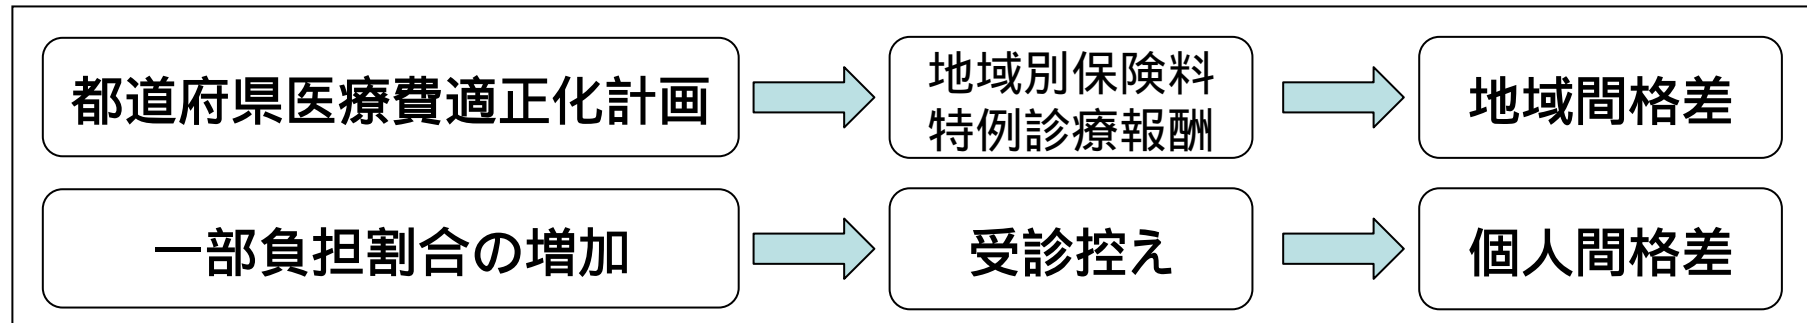 都道府県医療費適正化計画
地域別保険料
特例診療報酬
地域間格差
一部負担割合の増加
受診控え
個人間格差